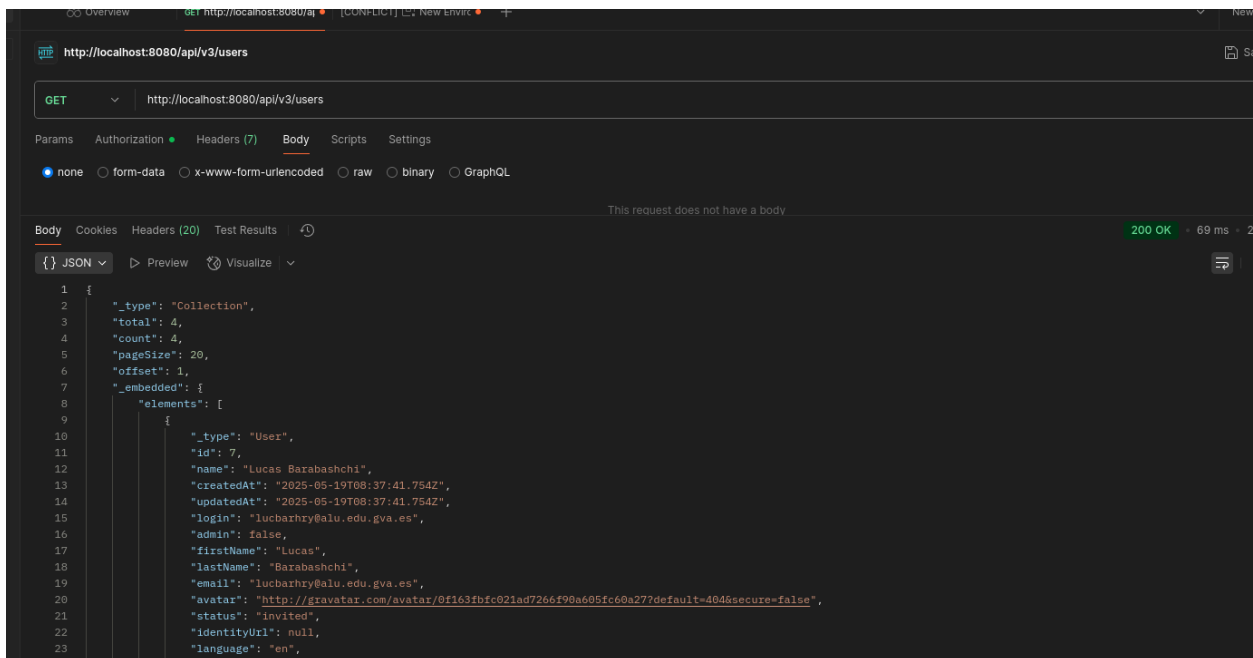 Overview GET http://localhost:8080/aj [CONFLICT] New Enviro New
HTTP http://localhost:8080/api/v3/users
GET http://localhost:8080/api/v3/users
Params Authorization Headers (7) Body Scripts Settings
none form-data x-www-form-urlencoded raw binary GraphQL
This request does not have a body
Body Cookies Headers (20) Test Results 200 OK • 69 ms • 2
{} JSON Preview Visualize
1 {
2 "_type": "Collection",
3 "total": 4,
4 "count": 4,
5 "pageSize": 20,
6 "offset": 1,
7 "_embedded": {
8 "elements": [
9 {
10 "_type": "User",
11 "id": 7,
12 "name": "Lucas Barabashchi",
13 "createdAt": "2025-05-19T08:37:41.754Z",
14 "updatedAt": "2025-05-19T08:37:41.754Z",
15 "login": "lucbarhry@alu.edu.gva.es",
16 "admin": false,
17 "firstName": "Lucas",
18 "lastName": "Barabashchi",
19 "email": "lucbarhry@alu.edu.gva.es",
20 "avatar": "http://gravatar.com/avatar/0f163fbfc021ad7266f90a605fc60a27?default=404&secure=false",
21 "status": "invited",
22 "identityUrl": null,
23 "language": "en",